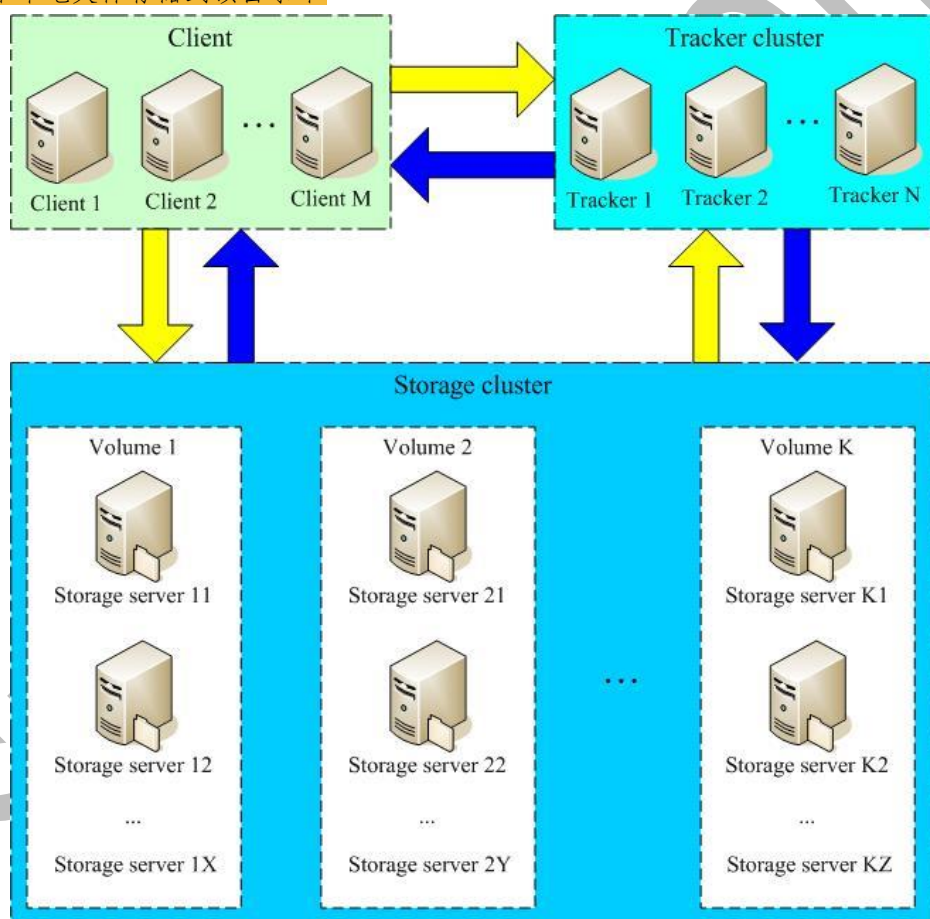 Client
Tracker cluster
...
...
Client 1
Client 2
Client M
Tracker 1
Tracker 2
Tracker N
Storage cluster
Volume 1
Volume 2
Volume K
Storage server 11
Storage server 21
Storage server K1
...
Storage server 12
Storage server 22
Storage server K2
...
...
...
Storage server 1X
Storage server 2Y
Storage server KZ